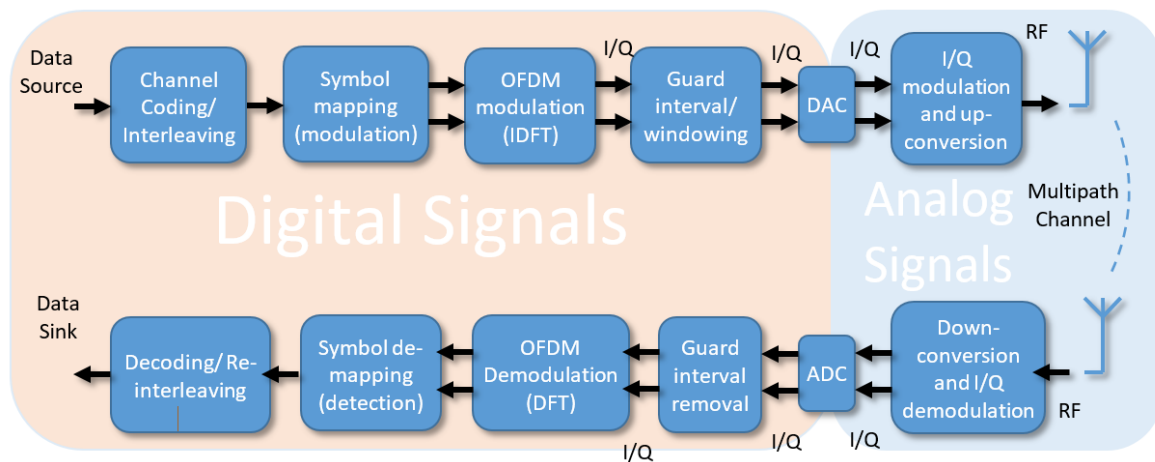 Data
Source
Channel
Coding/
Interleaving
Symbol
mapping
(modulation)
OFDM
modulation
(IDFT)
I/Q
Guard
interval/
windowing
I/Q
DAC
I/Q
I/Q
modulation
and up-
conversion
RF
Digital Signals
Analog
Signals
Multipath
Channel
Data
Sink
Decoding/ Re-
interleaving
Symbol de-
mapping
(detection)
OFDM
Demodulation
(DFT)
I/Q
Guard
interval
removal
I/Q
ADC
I/Q
Down-
conversion
and I/Q
demodulation
RF